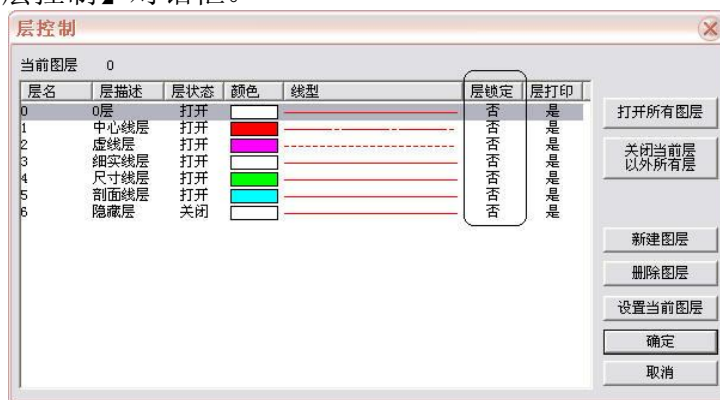 层控制】对话框。
层控制
当前图层 0
层名 层描述 层状态 颜色 线型 层锁定 层打印
0 0层 打开 否 是
1 中心线层 打开 否 是
2 虚线层 打开 否 是
3 细实线层 打开 否 是
4 尺寸线层 打开 否 是
5 剖面线层 打开 否 是
6 隐藏层 关闭 否 是
打开所有图层
关闭当前层
以外所有层
新建图层
删除图层
设置当前图层
确定
取消